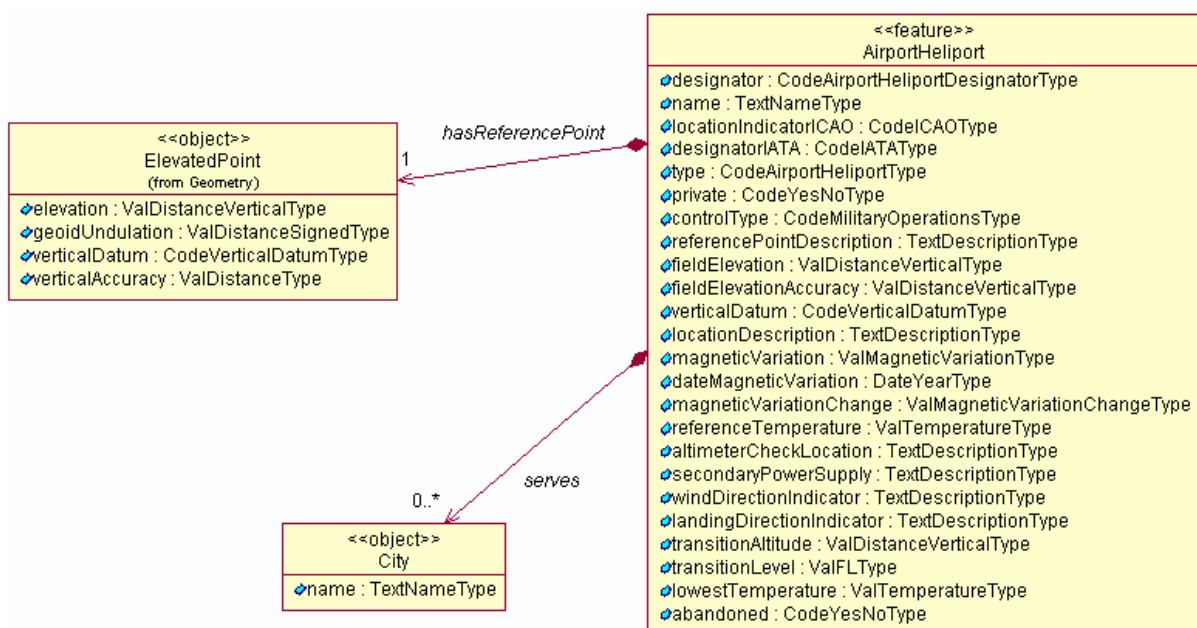 <<feature>>
AirportHeliport
designator : CodeAirportHeliportDesignatorType
name : TextNameType
locationIndicatorICAO : CodeICAOType
designatorIATA : CodeIATAType
type : CodeAirportHeliportType
private : CodeYesNoType
controlType : CodeMilitaryOperationsType
referencePointDescription : TextDescriptionType
fieldElevation : ValDistanceVerticalType
fieldElevationAccuracy : ValDistanceVerticalType
verticalDatum : CodeVerticalDatumType
locationDescription : TextDescriptionType
magneticVariation : ValMagneticVariationType
dateMagneticVariation : DateYearType
magneticVariationChange : ValMagneticVariationChangeType
referenceTemperature : ValTemperatureType
altimeterCheckLocation : TextDescriptionType
secondaryPowerSupply : TextDescriptionType
windDirectionIndicator : TextDescriptionType
landingDirectionIndicator : TextDescriptionType
transitionAltitude : ValDistanceVerticalType
transitionLevel : ValFLType
lowestTemperature : ValTemperatureType
abandoned : CodeYesNoType
hasReferencePoint
1
<<object>>
ElevatedPoint
(from Geometry)
elevation : ValDistanceVerticalType
geoidUndulation : ValDistanceSignedType
verticalDatum : CodeVerticalDatumType
verticalAccuracy : ValDistanceType
serves
0..*
<<object>>
City
name : TextNameType